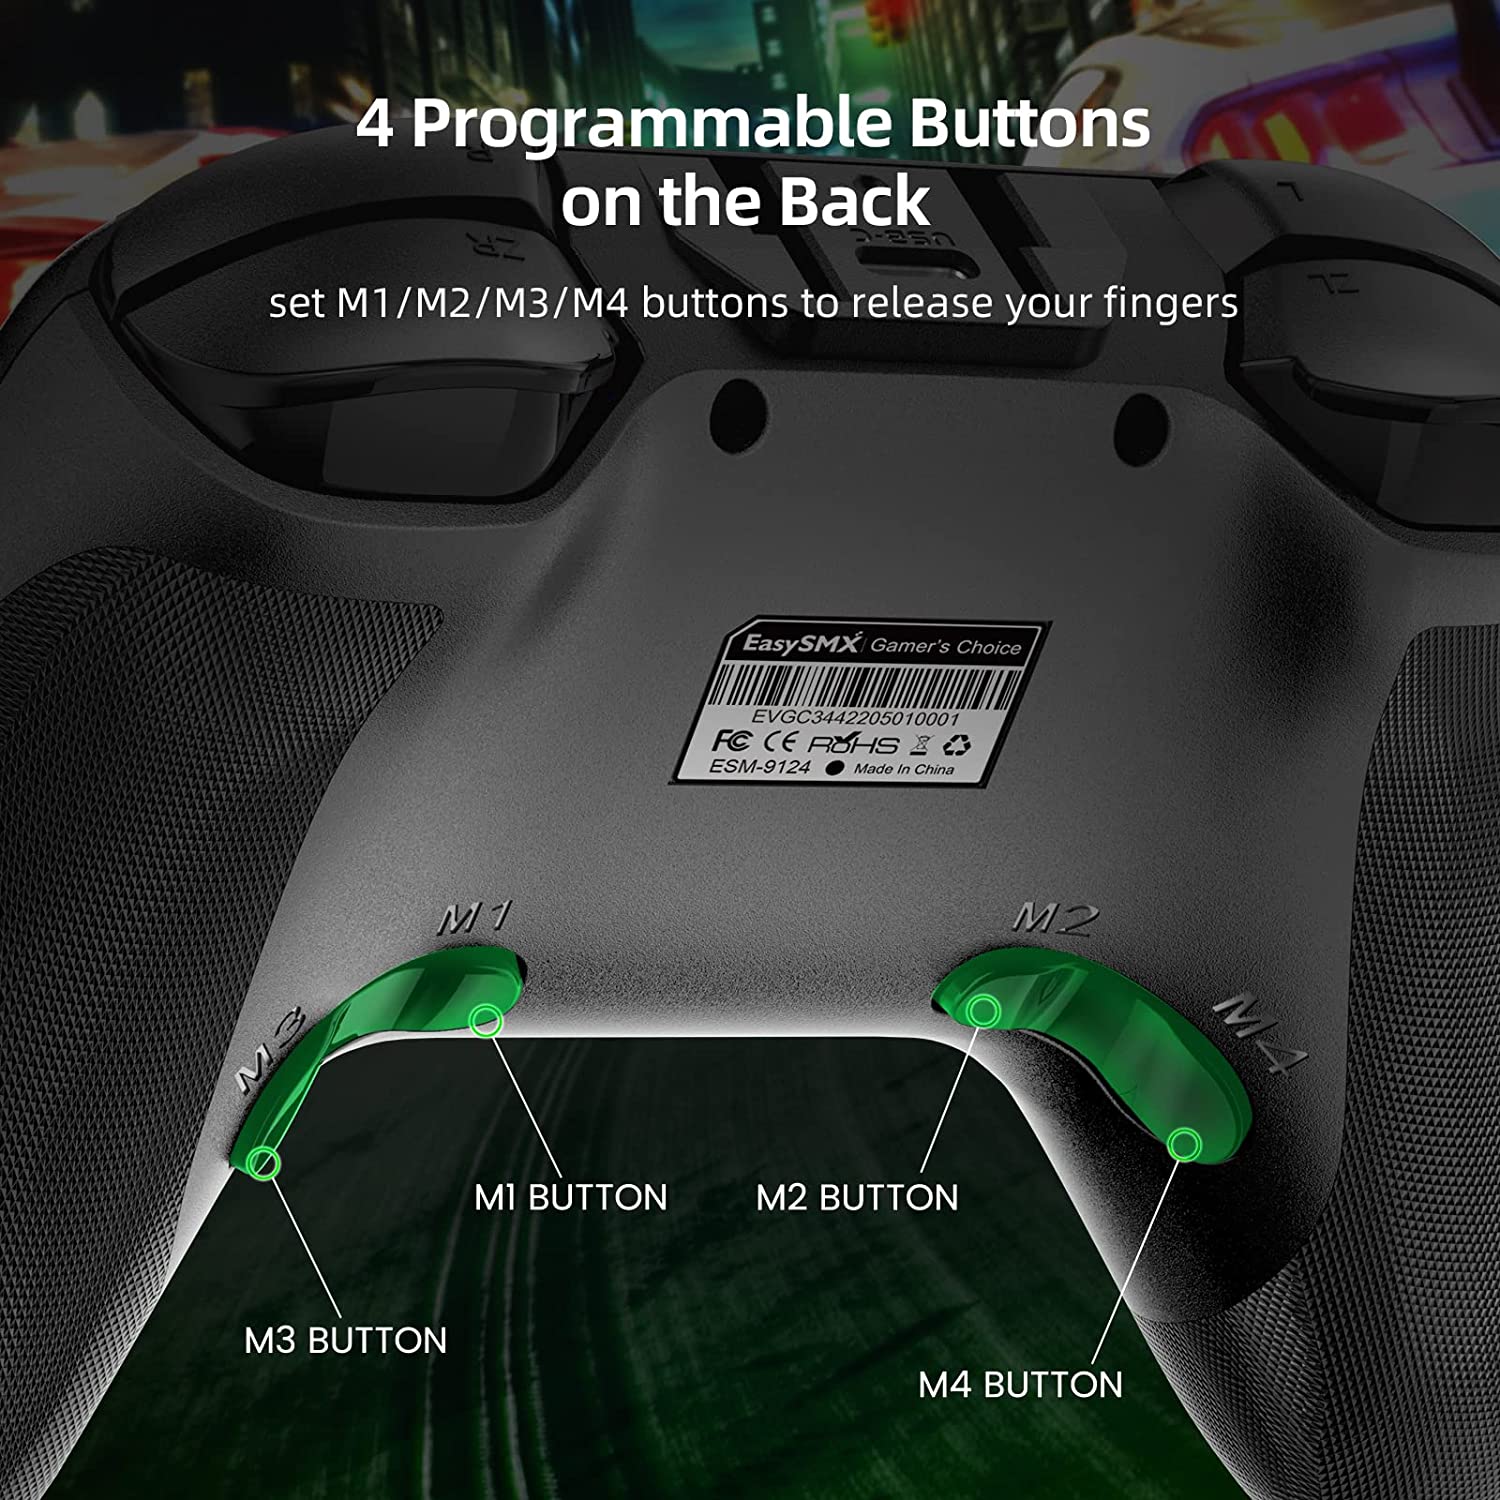 4 Programmable Buttons
on the Back
R
ZR
USB-C
L
ZL
set M1/M2/M3/M4 buttons to release your fingers
EasySMX Gamer's Choice
EVGC3442205010001
FC CE RoHS
ESM-9124 Made In China
M1
M2
M3
M4
M1 BUTTON
M2 BUTTON
M3 BUTTON
M4 BUTTON